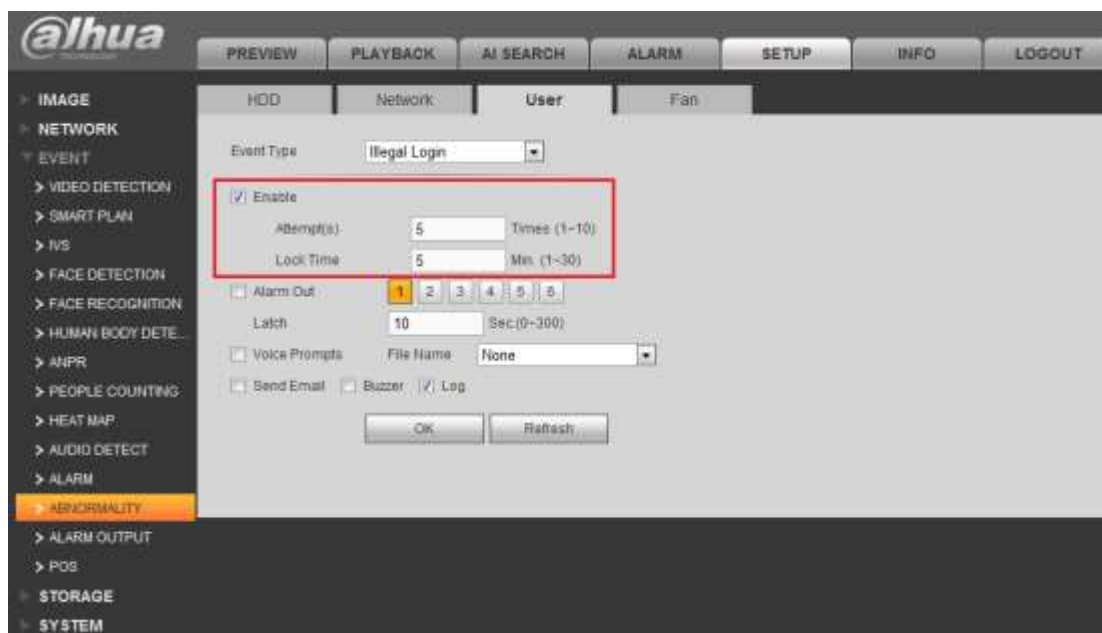 alhua
TECHNOLOGY
PREVIEW PLAYBACK AI SEARCH ALARM SETUP INFO LOGOUT
IMAGE
NETWORK
EVENT
> VIDEO DETECTION
> SMART PLAN
> IVS
> FACE DETECTION
> FACE RECOGNITION
> HUMAN BODY DETE...
> ANPR
> PEOPLE COUNTING
> HEAT MAP
> AUDIO DETECT
> ALARM
> ABNORMALITY
> ALARM OUTPUT
> POS
STORAGE
SYSTEM
HDD Network User Fan
Event Type Illegal Login
Enable
Attempt(s) 5 Times (1~10)
Lock Time 5 Min. (1~30)
Alarm Out 1 2 3 4 5 6
Latch 10 Sec.(0~300)
Voice Prompts File Name None
Send Email Buzzer Log
OK Refresh